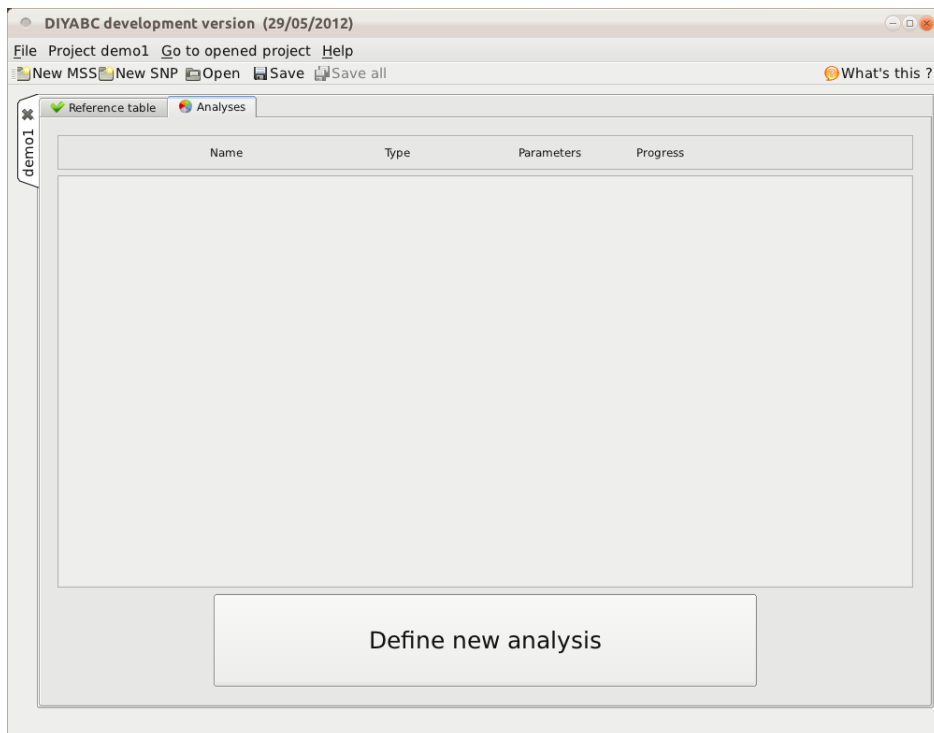 DIYABC development version (29/05/2012)
File Project demo1 Go to opened project Help
New MSS New SNP Open Save Save all What's this ?
demo1
Reference table Analyses
Name Type Parameters Progress
Define new analysis